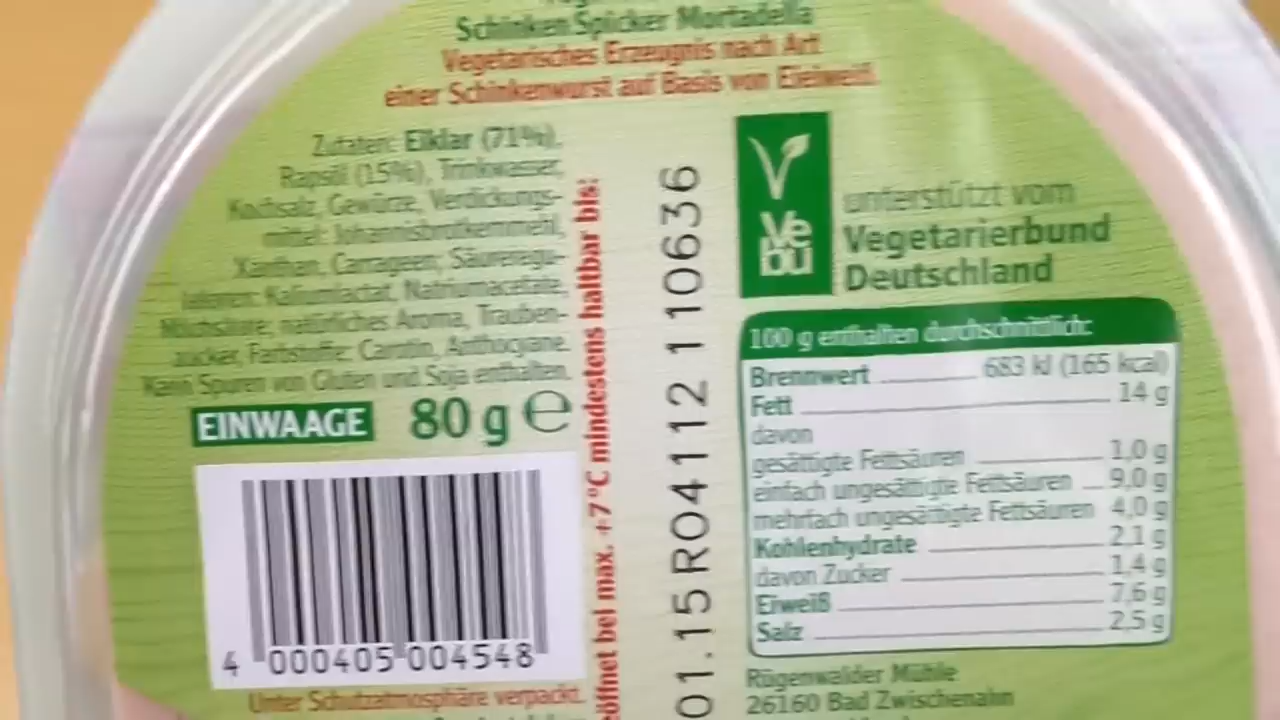 Schinken Spicker Mortadella
Vegetarisches Erzeugnis nach Art
einer Schinkenwurst auf Basis von Eieiweiß.
Zutaten: Eiklar (71%),
Rapsöl (15%), Trinkwasser,
Kochsalz, Gewürze, Verdickungs-
mittel: Johannisbrotkernmehl,
Xanthan, Carrageen; Säureregu-
latoren: Kaliumlactat, Natriumacetate,
Milchsäure; natürliches Aroma, Trauben-
zucker, Farbstoffe: Carotin, Anthocyane.
Kann Spuren von Gluten und Soja enthalten.
EINWAAGE 80 g ℮
4 000405 004548
Unter Schutzatmosphäre verpackt.
öffnet bei max. +7°C mindestens haltbar bis:
01.15 R04112 1 10636
Ve
bu
unterstützt vom
Vegetarierbund
Deutschland
100 g enthalten durchschnittlich:
Brennwert 683 kJ (165 kcal)
Fett 14 g
davon
gesättigte Fettsäuren 1,0 g
einfach ungesättigte Fettsäuren 9,0 g
mehrfach ungesättigte Fettsäuren 4,0 g
Kohlenhydrate 2,1 g
davon Zucker 1,4 g
Eiweiß 7,6 g
Salz 2,5 g
Rügenwalder Mühle
26160 Bad Zwischenahn